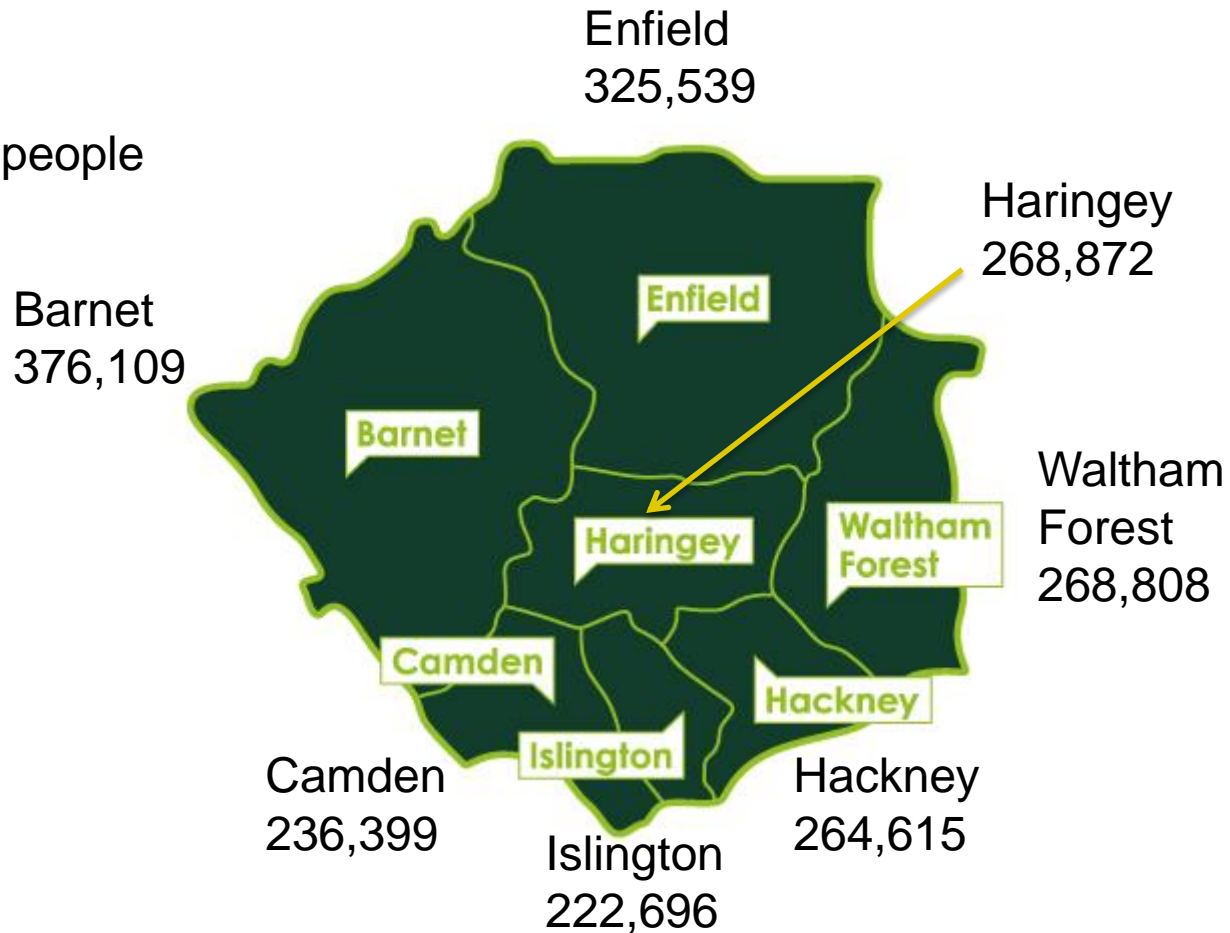 Enfield
325,539
people
Haringey
268,872
Barnet
376,109
Enfield
Barnet
Waltham
Forest
268,808
Haringey
Waltham
Forest
Camden
Hackney
Islington
Camden
236,399
Hackney
264,615
Islington
222,696